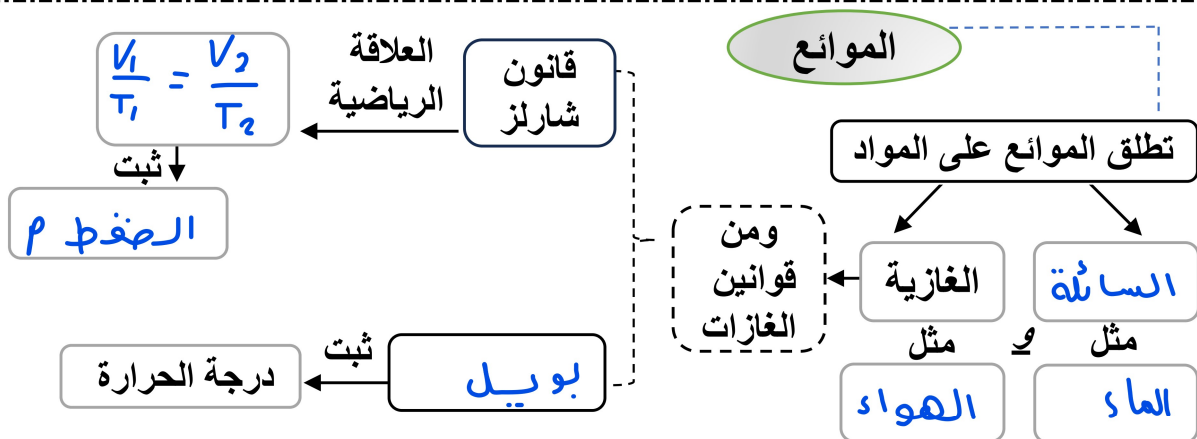 الموائع
تطلق الموائع على المواد
السائلة
مثل
الماء
و
الغازية
مثل
الهواء
ومن
قوانين
الغازات
قانون
شارلز
العلاقة
الرياضية
V₁/T₁ = V₂/T₂
ثبت
الضغط P
بويل
ثبت
درجة الحرارة